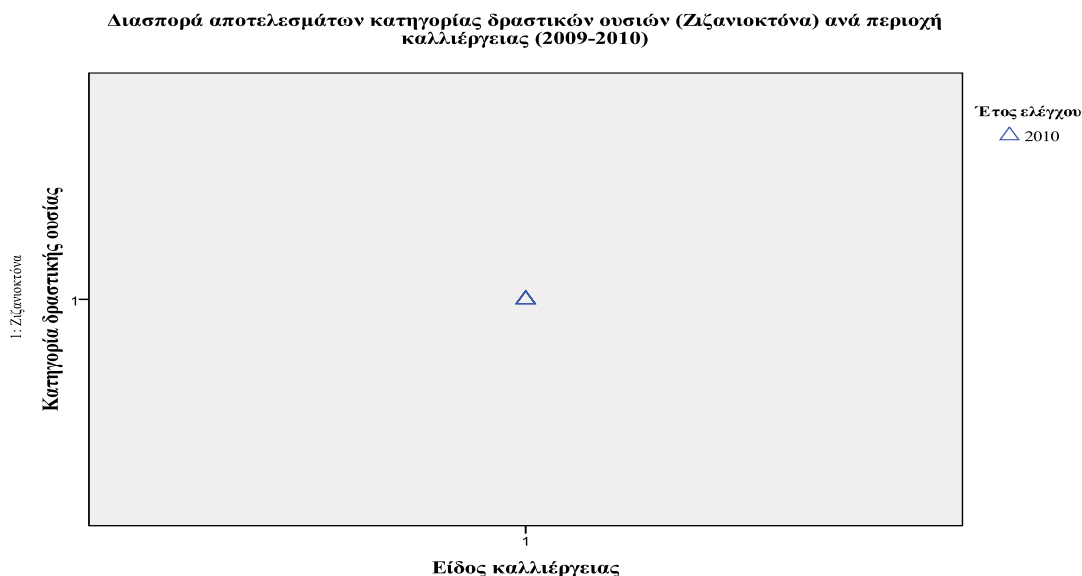 Διασπορά αποτελεσμάτων κατηγορίας δραστικών ουσιών (Ζιζανιοκτόνα) ανά περιοχή
καλλιέργειας (2009-2010)
Έτος ελέγχου
2010
1: Ζιζανιοκτόνα
Κατηγορία δραστικής ουσίας
1
1
Είδος καλλιέργειας